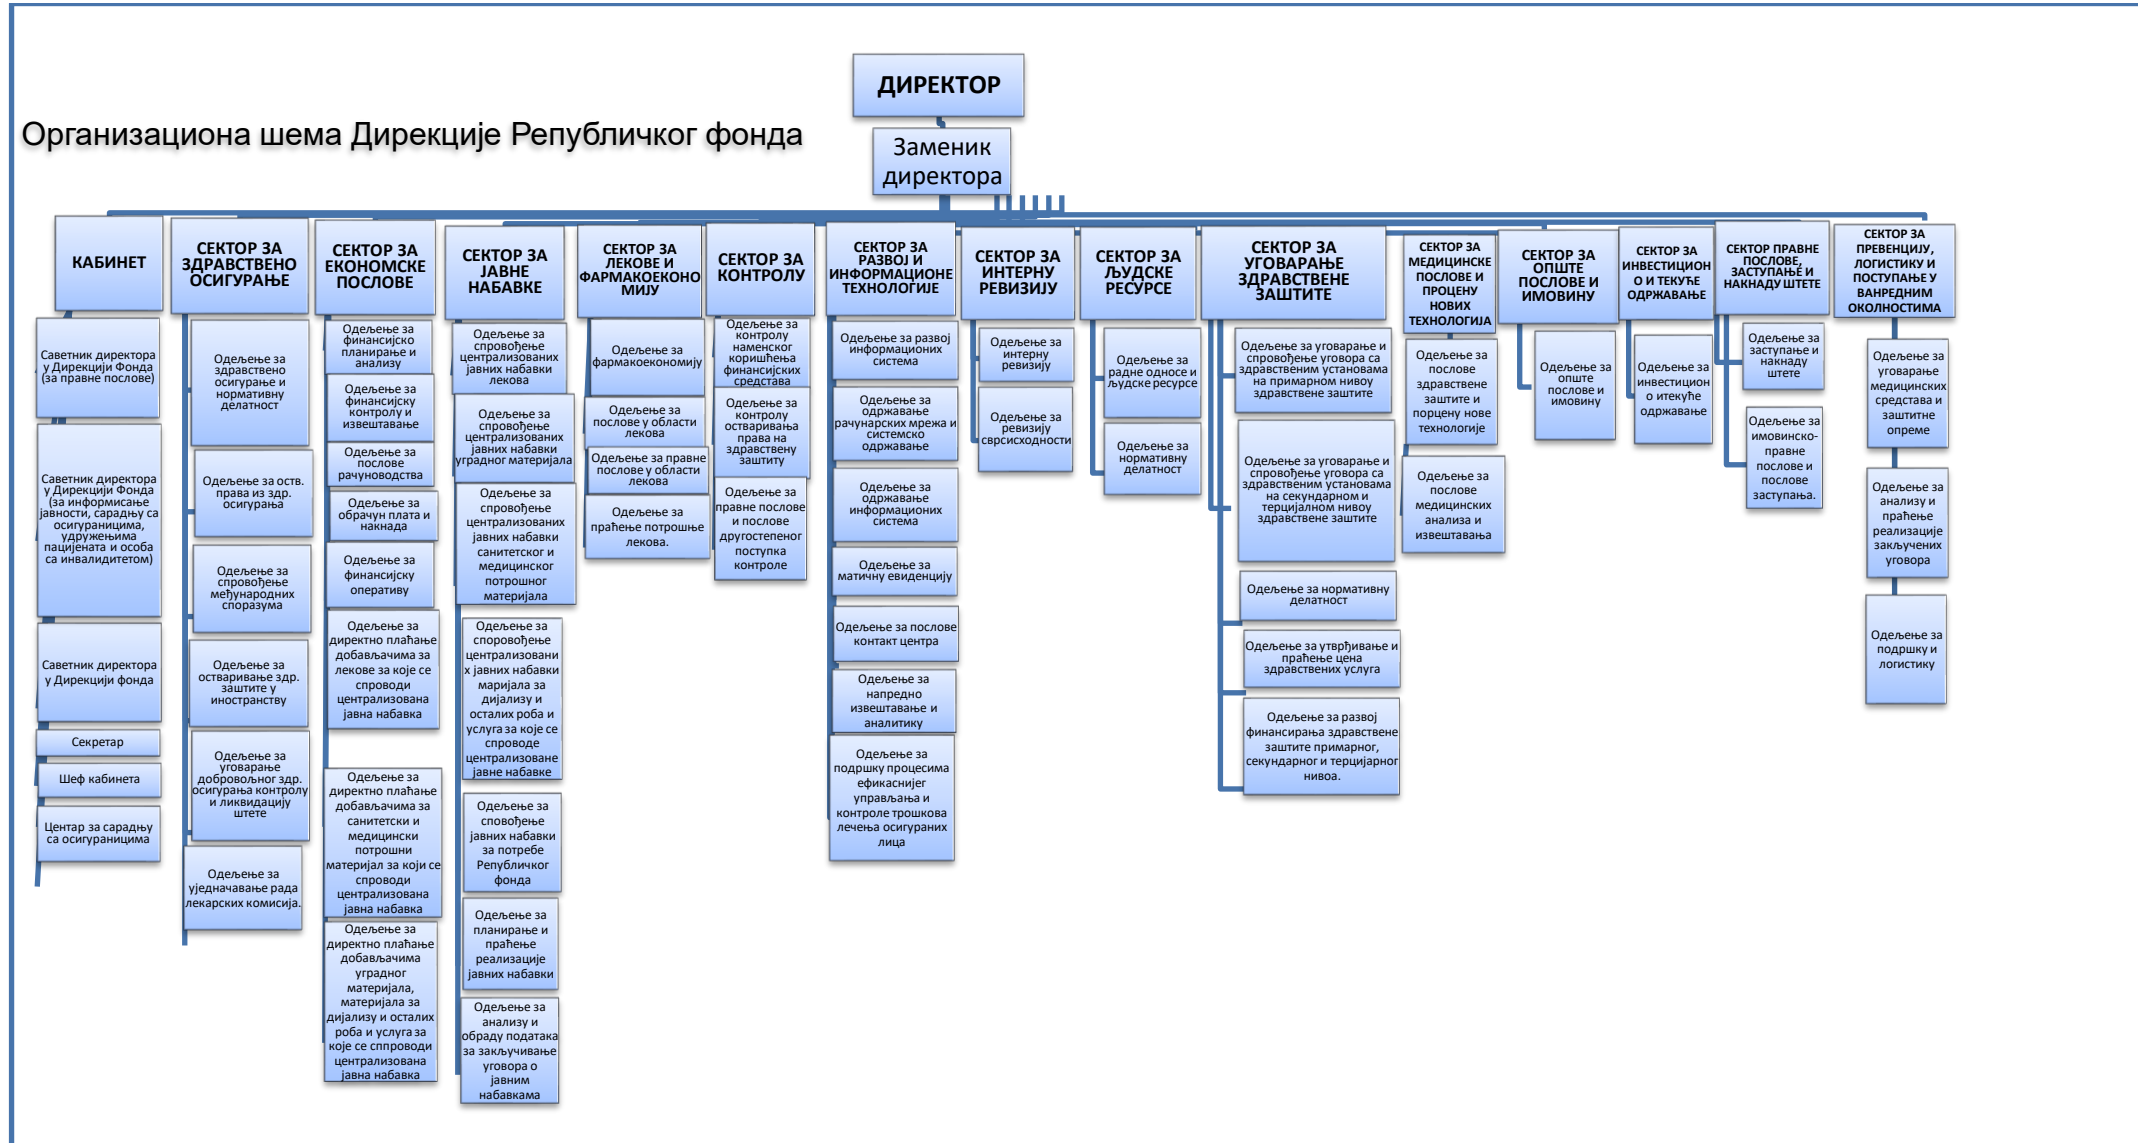 ДИРЕКТОР
Организациона шема Дирекције Републичког фонда
Заменик
директора
КАБИНЕТ
Саветник директора
у Дирекцији Фонда
(за правне послове)
Саветник директора
у Дирекцији Фонда
(за информисање
јавности, сарадњу са
осигураницима,
удружењима
пацијената и особа
са инвалидитетом)
Саветник директора
у Дирекцији фонда
Секретар
Шеф кабинета
Центар за сарадњу
са осигураницима
СЕКТОР ЗА
ЗДРАВСТВЕНО
ОСИГУРАЊЕ
Одељење за
здравствено
осигурање и
нормативну
делатност
Одељење за оств.
права из здр.
осигурања
Одељење за
спровођење
међународних
споразума
Одељење за
остваривање здр.
заштите у
иностранству
Одељење за
уговарање
добровољног здр.
осигурања контролу
и ликвидацију
штете
Одељење за
уједначавање рада
лекарских комисија.
СЕКТОР ЗА
ЕКОНОМСКЕ
ПОСЛОВЕ
Одељење за
финансијско
планирање и
анализу
Одељење за
финансијску
контролу и
извештавање
Одељење за
послове
рачуноводства
Одељење за
обрачун плата и
накнада
Одељење за
финансијску
оперативу
Одељење за
директно плаћање
добављачима за
лекове за које се
спроводи
централизована
јавна набавка
Одељење за
директно плаћање
добављачима за
санитетски и
медицински
потрошни
материјал за који се
спроводи
централизована
јавна набавка
Одељење за
директно плаћање
добављачима
уградног
материјала,
материјала за
дијализу и осталих
роба и услуга за
које се сппроводи
централизована
јавна набавка
СЕКТОР ЗА
ЈАВНЕ
НАБАВКЕ
Одељење за
спровођење
централизованих
јавних набавки
лекова
Одељење за
спровођење
централизованих
јавних набавки
уградног материјала
Одељење за
спровођење
централизованих
јавних набавки
санитетског и
медицинског
потрошног
материјала
Одељење за
споровођење
централизовани
х јавних набавки
маријала за
дијализу и
осталих роба и
услуга за које се
спроводе
централизоване
јавне набавке
Одељење за
сповођење
јавних набавки
за потребе
Републичког
фонда
Одељење за
планирање и
праћење
реализације
јавних набавки
Одељење за
анализу и
обраду података
за закључивање
уговора о
јавним
набавкама
СЕКТОР ЗА
ЛЕКОВЕ И
ФАРМАКОЕКОНО
МИЈУ
Одељење за
фармакоекономију
Одељење за
послове у области
лекова
Одељење за правне
послове у области
лекова
Одељење за
праћење потрошње
лекова.
СЕКТОР ЗА
КОНТРОЛУ
Одељење за
контролу
наменског
коришћења
финансијских
средстава
Одељење за
контролу
остваривања
права на
здравствену
заштиту
Одељење за
правне послове
и послове
другостепеног
поступка
контроле
СЕКТОР ЗА
РАЗВОЈ И
ИНФОРМАЦИОНЕ
ТЕХНОЛОГИЈЕ
Одељење за развој
информационих
система
Одељење за
одржавање
рачунарских мрежа и
системско
одржавање
Одељење за
одржавање
информационих
система
Одељење за
матичну евиденцију
Одељење за послове
контакт центра
Одељење за
напредно
извештавање и
аналитику
Одељење за
подршку процесима
ефикаснијег
управљања и
контроле трошкова
лечења осигураних
лица
СЕКТОР ЗА
ИНТЕРНУ
РЕВИЗИЈУ
Одељење за
интерну
ревизију
Одељење за
ревизију
сврсисходности
СЕКТОР ЗА
ЉУДСКЕ
РЕСУРСЕ
Одељење за
радне односе и
људске ресурсе
Одељење за
нормативну
делатност
СЕКТОР ЗА
УГОВАРАЊЕ
ЗДРАВСТВЕНЕ
ЗАШТИТЕ
Одељење за уговарање и
спровођење уговора са
здравственим установама
на примарном нивоу
здравствене заштите
Одељење за уговарање и
спровођење уговора са
здравственим установама
на секундарном и
терцијалном нивоу
здравствене заштите
Одељење за нормативну
делатност
Одељење за утврђивање и
праћење цена
здравствених услуга
Одељење за развој
финансирања здравствене
заштите примарног,
секундарног и терцијарног
нивоа.
СЕКТОР ЗА
МЕДИЦИНСКЕ
ПОСЛОВЕ И
ПРОЦЕНУ
НОВИХ
ТЕХНОЛОГИЈА
Одељење за
послове
здравствене
заштите и
порцену нове
технологије
Одељење за
послове
медицинских
анализа и
извештавања
СЕКТОР ЗА
ОПШТЕ
ПОСЛОВЕ И
ИМОВИНУ
Одељење за
опште
послове и
имовину
СЕКТОР ЗА
ИНВЕСТИЦИОН
О И ТЕКУЋЕ
ОДРЖАВАЊЕ
Одељење за
инвестицион
о итекуће
одржавање
СЕКТОР ПРАВНЕ
ПОСЛОВЕ,
ЗАСТУПАЊЕ И
НАКНАДУ ШТЕТЕ
Одељење за
заступање и
накнаду
штете
Одељење за
имовинско-
правне
послове и
послове
заступања.
СЕКТОР ЗА
ПРЕВЕНЦИЈУ,
ЛОГИСТИКУ И
ПОСТУПАЊЕ У
ВАНРЕДНИМ
ОКОЛНОСТИМА
Одељење за
уговарање
медицинских
средстава и
заштитне
опреме
Одељење за
анализу и
праћење
реализације
закључених
уговора
Одељење за
подршку и
логистику